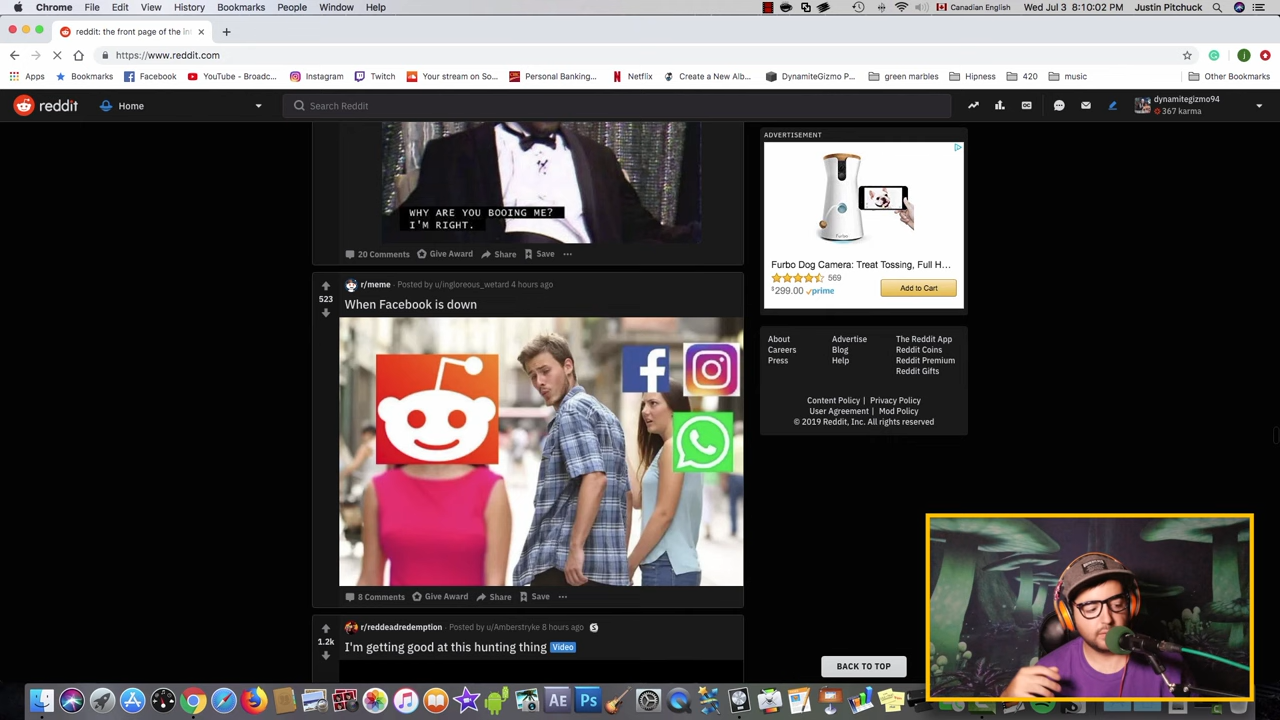 Chrome File Edit View History Bookmarks People Window Help Canadian English Wed Jul 3 8:10:02 PM Justin Pitchuck
reddit: the front page of the in
https://www.reddit.com
Apps Bookmarks Facebook YouTube - Broadc... Instagram Twitch Your stream on So... Personal Banking... Netflix Create a New Alb... DynamiteGizmo P... green marbles Hipness 420 music Other Bookmarks
reddit Home Search Reddit dynamitegizmo94
367 karma
WHY ARE YOU BOOING ME?
I'M RIGHT.
20 Comments Give Award Share Save
r/meme · Posted by u/ingloreous_wetard 4 hours ago
523
When Facebook is down
8 Comments Give Award Share Save
r/reddeadredemption · Posted by u/Amberstryke 8 hours ago
1.2k
I'm getting good at this hunting thing Video
ADVERTISEMENT
Furbo
Furbo Dog Camera: Treat Tossing, Full H...
569
$299.00 prime Add to Cart
About Advertise The Reddit App
Careers Blog Reddit Coins
Press Help Reddit Premium
Reddit Gifts
Content Policy | Privacy Policy
User Agreement | Mod Policy
© 2019 Reddit, Inc. All rights reserved
BACK TO TOP
AE Ps